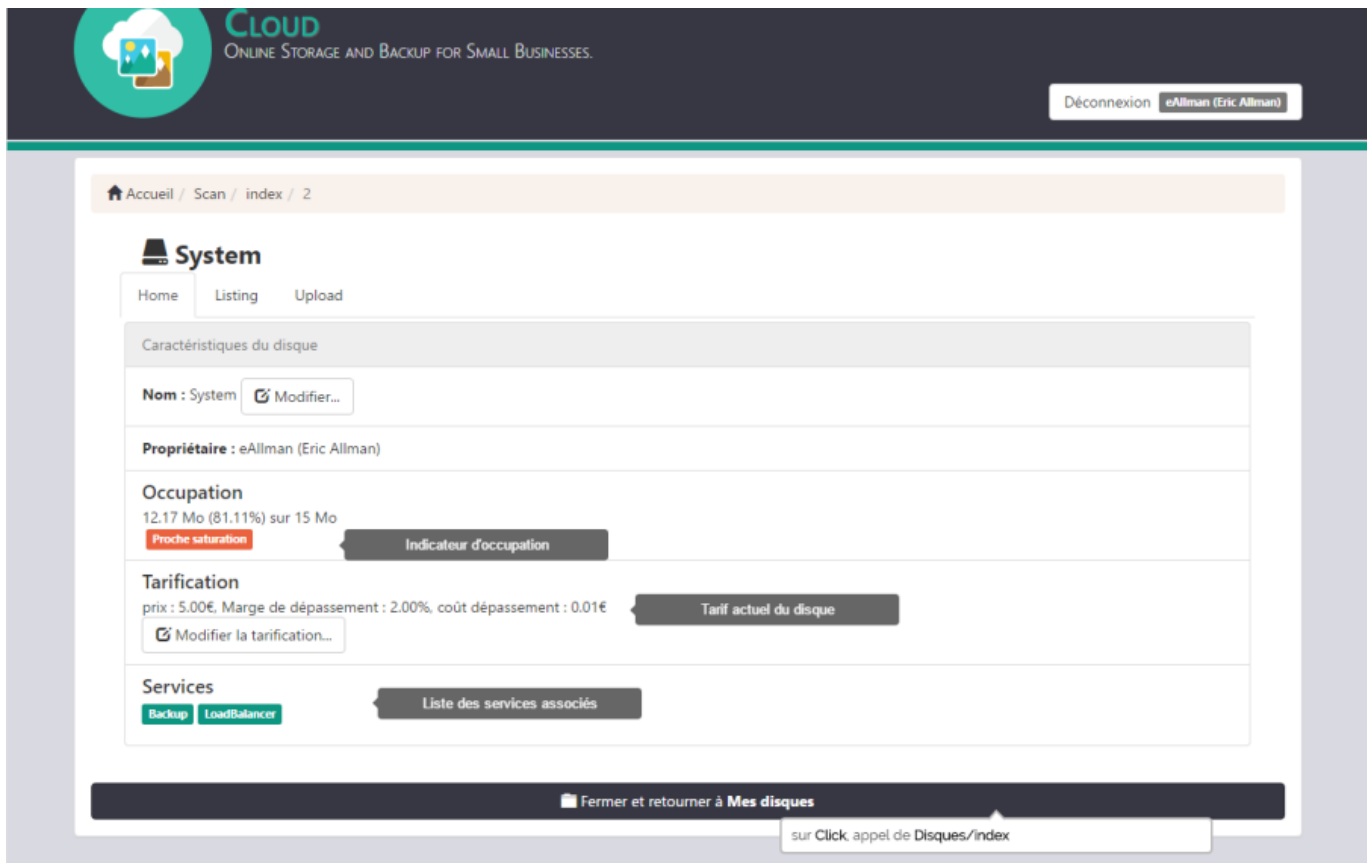 CLOUD
ONLINE STORAGE AND BACKUP FOR SMALL BUSINESSES.
Déconnexion eAllman (Eric Allman)
Accueil / Scan / index / 2
System
Home Listing Upload
Caractéristiques du disque
Nom : System Modifier...
Propriétaire : eAllman (Eric Allman)
Occupation
12.17 Mo (81.11%) sur 15 Mo
Proche saturation Indicateur d'occupation
Tarification
prix : 5.00€, Marge de dépassement : 2.00%, coût dépassement : 0.01€ Tarif actuel du disque
Modifier la tarification...
Services
Backup LoadBalancer Liste des services associés
Fermer et retourner à Mes disques
sur Click, appel de Disques/index